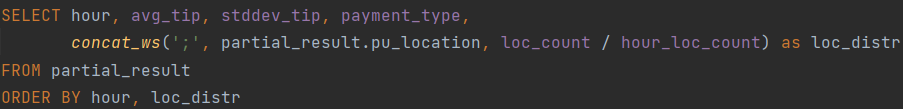 SELECT hour, avg_tip, stddev_tip, payment_type,
       concat_ws(';', partial_result.pu_location, loc_count / hour_loc_count) as loc_distr
FROM partial_result
ORDER BY hour, loc_distr